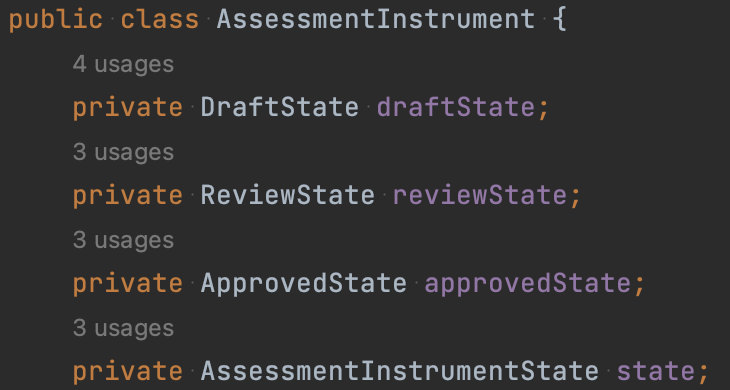 public class AssessmentInstrument {
4 usages
private DraftState draftState;
3 usages
private ReviewState reviewState;
3 usages
private ApprovedState approvedState;
3 usages
private AssessmentInstrumentState state;